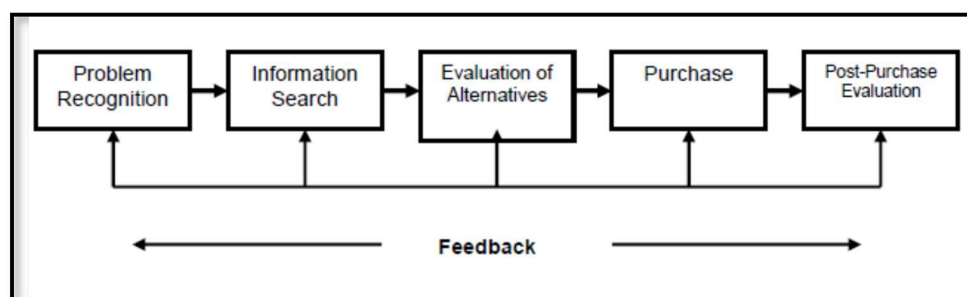 Problem
Recognition
Information
Search
Evaluation of
Alternatives
Purchase
Post-Purchase
Evaluation
Feedback